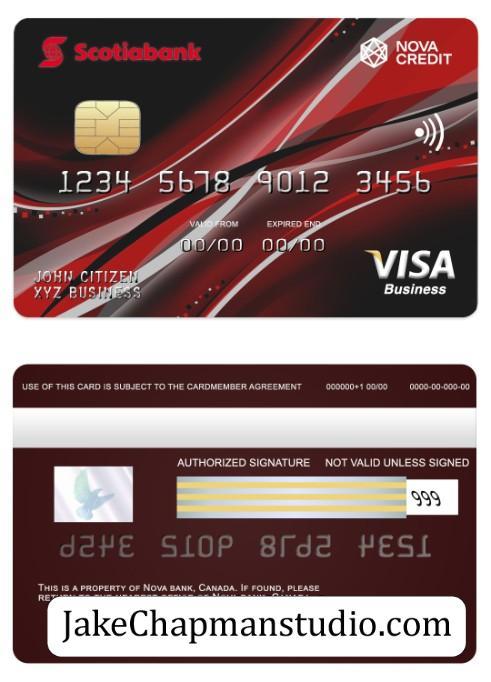 Scotiabank
NOVA
CREDIT
1234 5678 9012 3456
VALID FROM EXPIRED END
00/00 00/00
JOHN CITIZEN
XYZ BUSINESS
VISA
Business
USE OF THIS CARD IS SUBJECT TO THE CARDMEMBER AGREEMENT 000000+1 00/00 0000-00-000-00
AUTHORIZED SIGNATURE NOT VALID UNLESS SIGNED
999
This is a property of Nova bank, Canada. If found, please
JakeChapmanstudio.com